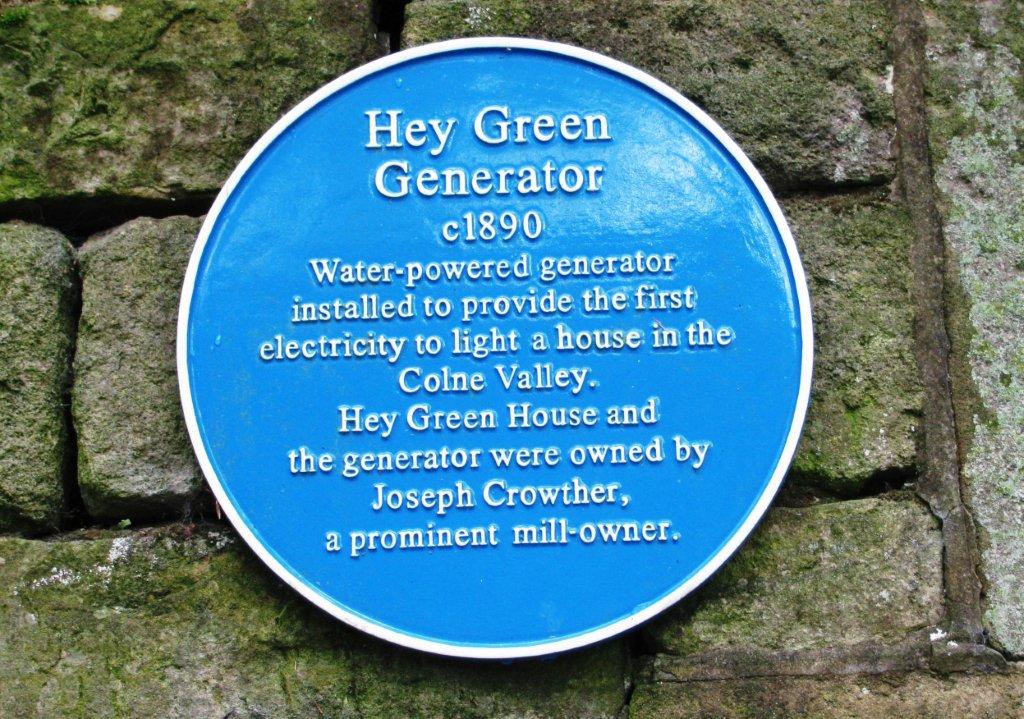 Hey Green
Generator
c1890
Water-powered generator
installed to provide the first
electricity to light a house in the
Colne Valley.
Hey Green House and
the generator were owned by
Joseph Crowther,
a prominent mill-owner.